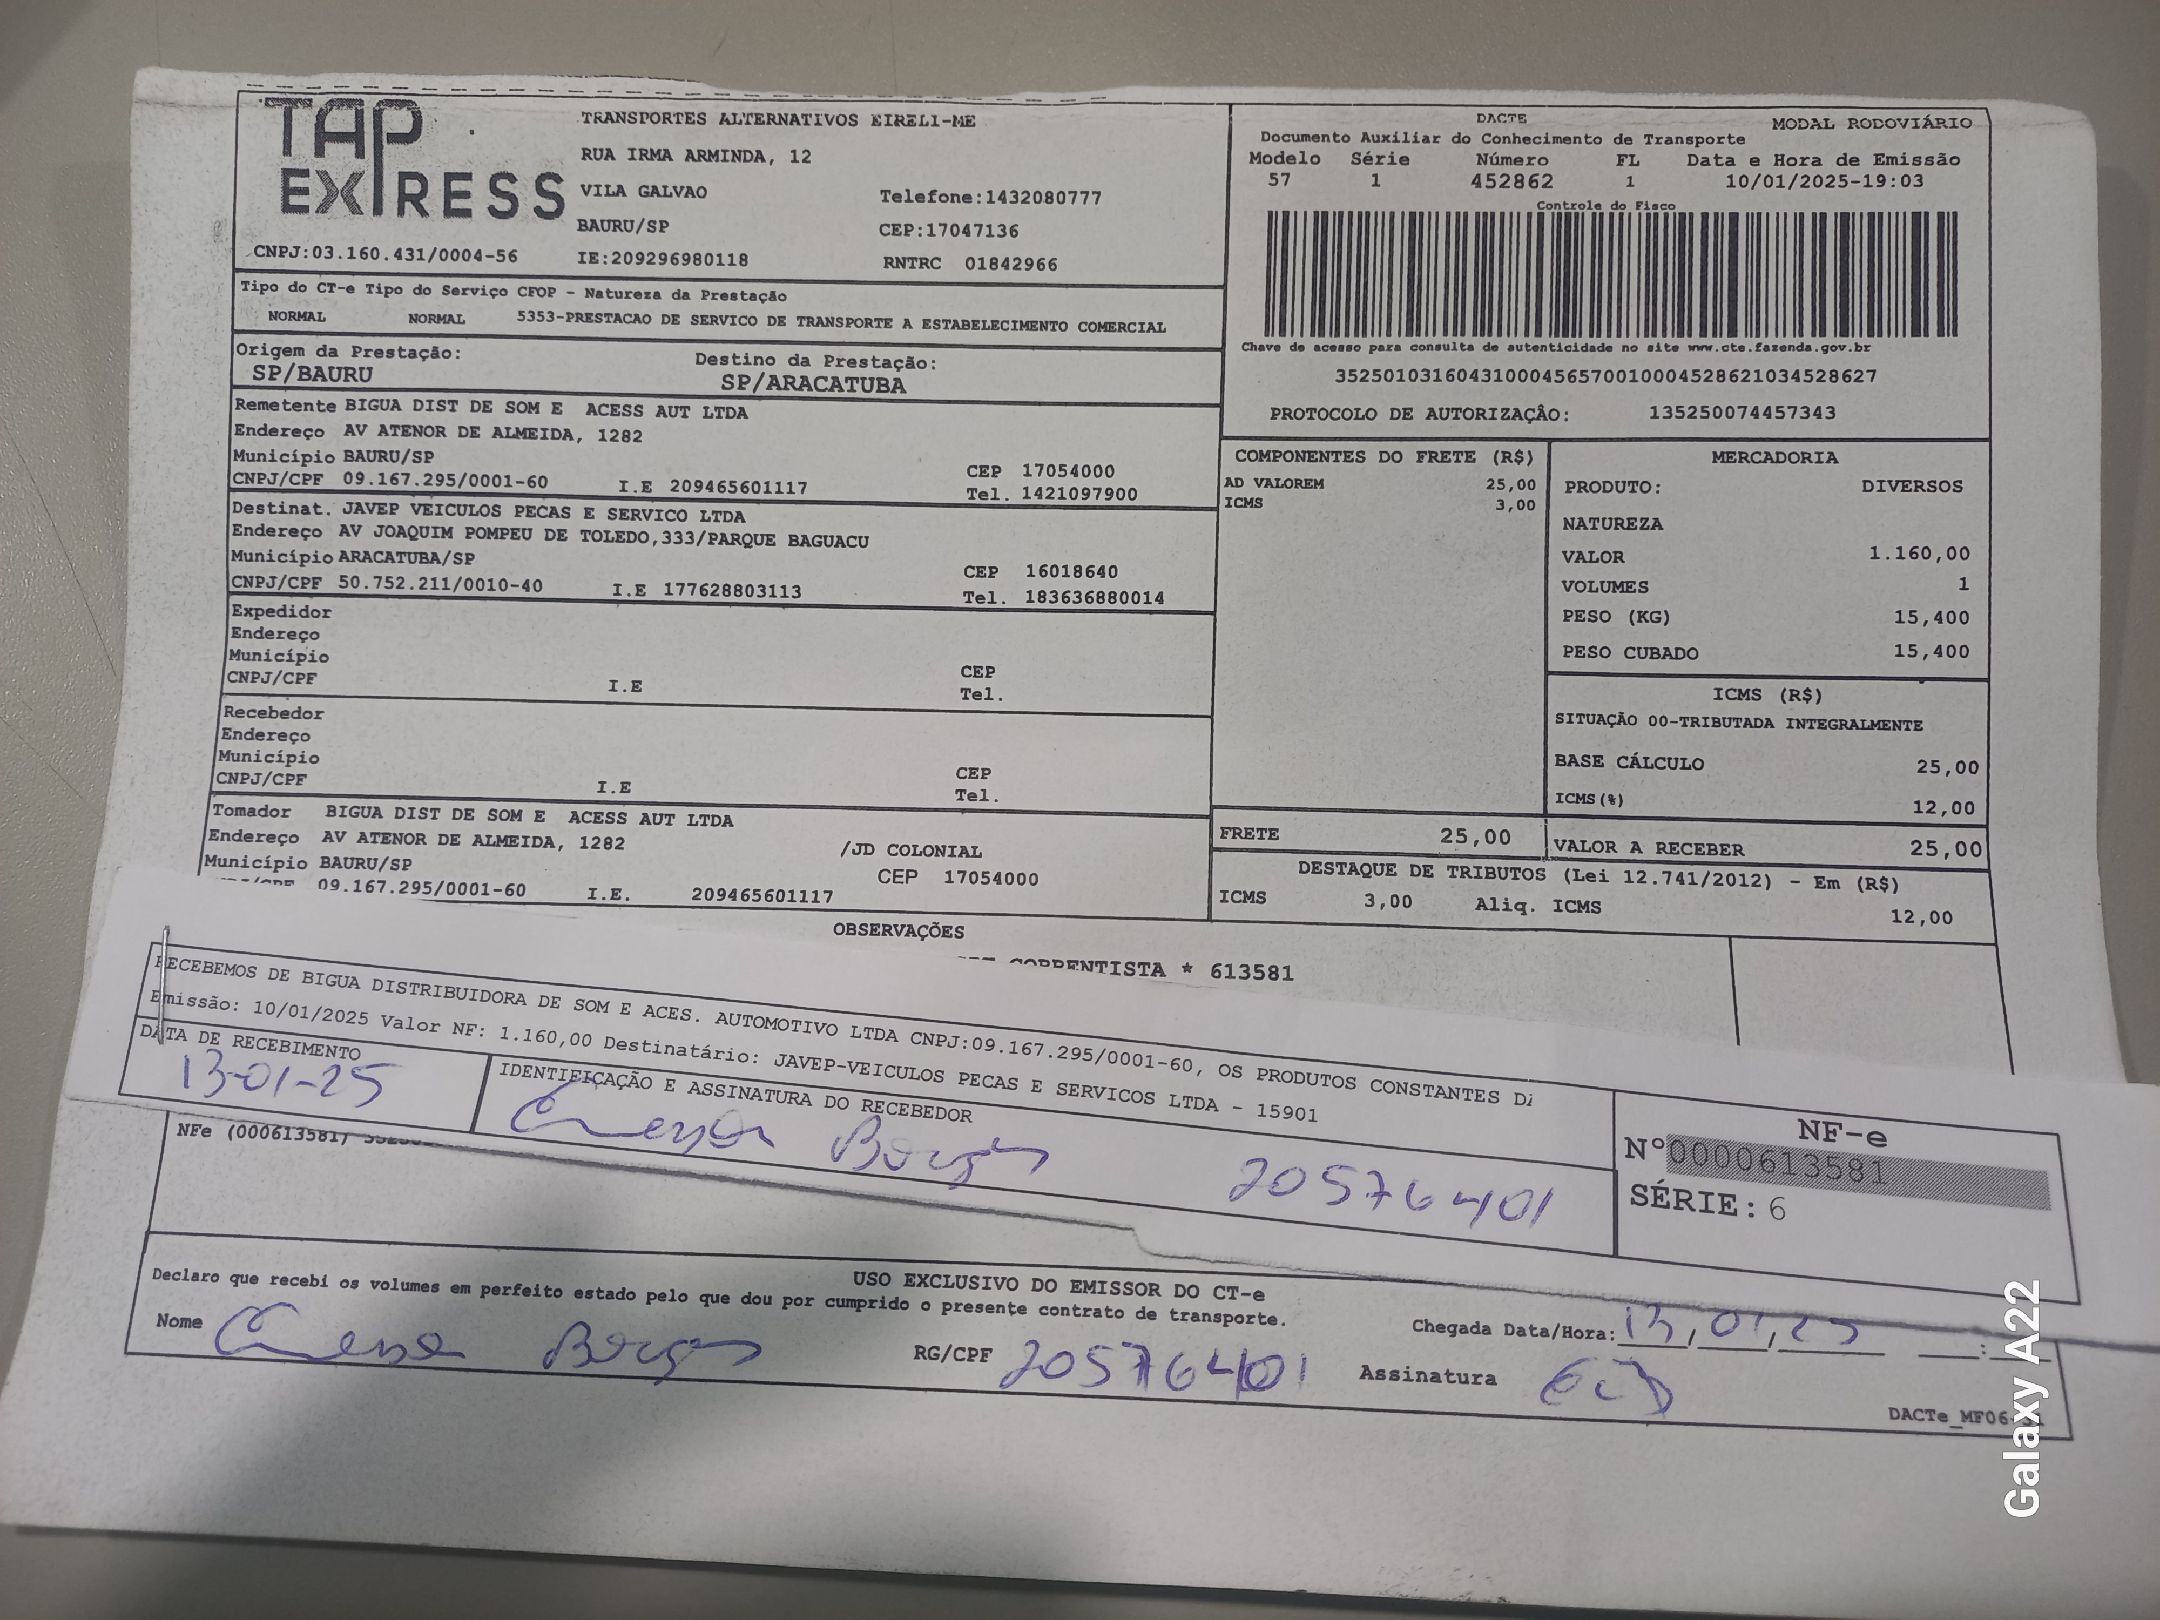 TAP
EXPRESS
TRANSPORTES ALTERNATIVOS EIRELI-ME
RUA IRMA ARMINDA, 12
VILA GALVAO
Telefone:1432080777
BAURU/SP
CEP:17047136
CNPJ:03.160.431/0004-56
IE:209296980118
RNTRC 01842966
DACTE
MODAL RODOVIÁRIO
Documento Auxiliar do Conhecimento de Transporte
Modelo Série Número FL Data e Hora de Emissão
57 1 452862 1 10/01/2025-19:03
Controle do Fisco
Chave de acesso para consulta de autenticidade no site www.cte.fazenda.gov.br
35250103160431000456570010004528621034528627
PROTOCOLO DE AUTORIZAÇÂO: 135250074457343
Tipo do CT-e Tipo do Serviço CFOP - Natureza da Prestação
NORMAL NORMAL 5353-PRESTACAO DE SERVICO DE TRANSPORTE A ESTABELECIMENTO COMERCIAL
Origem da Prestação: Destino da Prestação:
SP/BAURU SP/ARACATUBA
Remetente BIGUA DIST DE SOM E ACESS AUT LTDA
Endereço AV ATENOR DE ALMEIDA, 1282
Município BAURU/SP CEP 17054000
CNPJ/CPF 09.167.295/0001-60 I.E 209465601117 Tel. 1421097900
Destinat. JAVEP VEICULOS PECAS E SERVICO LTDA
Endereço AV JOAQUIM POMPEU DE TOLEDO,333/PARQUE BAGUACU
Município ARACATUBA/SP CEP 16018640
CNPJ/CPF 50.752.211/0010-40 I.E 177628803113 Tel. 183636880014
Expedidor
Endereço
Município CEP
CNPJ/CPF I.E Tel.
Recebedor
Endereço
Município CEP
CNPJ/CPF I.E Tel.
Tomador BIGUA DIST DE SOM E ACESS AUT LTDA
Endereço AV ATENOR DE ALMEIDA, 1282 /JD COLONIAL
Município BAURU/SP CEP 17054000
09.167.295/0001-60 I.E. 209465601117
COMPONENTES DO FRETE (R$)
AD VALOREM 25,00
ICMS 3,00
MERCADORIA
PRODUTO: DIVERSOS
NATUREZA
VALOR 1.160,00
VOLUMES 1
PESO (KG) 15,400
PESO CUBADO 15,400
ICMS (R$)
SITUAÇÃO 00-TRIBUTADA INTEGRALMENTE
BASE CÁLCULO 25,00
ICMS(%) 12,00
FRETE 25,00
VALOR A RECEBER 25,00
DESTAQUE DE TRIBUTOS (Lei 12.741/2012) - Em (R$)
ICMS 3,00 Aliq. ICMS 12,00
OBSERVAÇÕES
CORRENTISTA * 613581
RECEBEMOS DE BIGUA DISTRIBUIDORA DE SOM E ACES. AUTOMOTIVO LTDA CNPJ:09.167.295/0001-60, OS PRODUTOS CONSTANTES
Emissão: 10/01/2025 Valor NF: 1.160,00 Destinatário: JAVEP-VEICULOS PECAS E SERVICOS LTDA - 15901
DATA DE RECEBIMENTO
13-01-25
IDENTIFICAÇÃO E ASSINATURA DO RECEBEDOR
Borges 20576401
NF-e
N°0000613581
SÉRIE: 6
NFe (000613581)
USO EXCLUSIVO DO EMISSOR DO CT-e
Declaro que recebi os volumes em perfeito estado pelo que dou por cumprido o presente contrato de transporte.
Nome Borges RG/CPF 20576401
Chegada Data/Hora: 13, 01, 25 :
Assinatura
DACTe_MF06
Galaxy A22